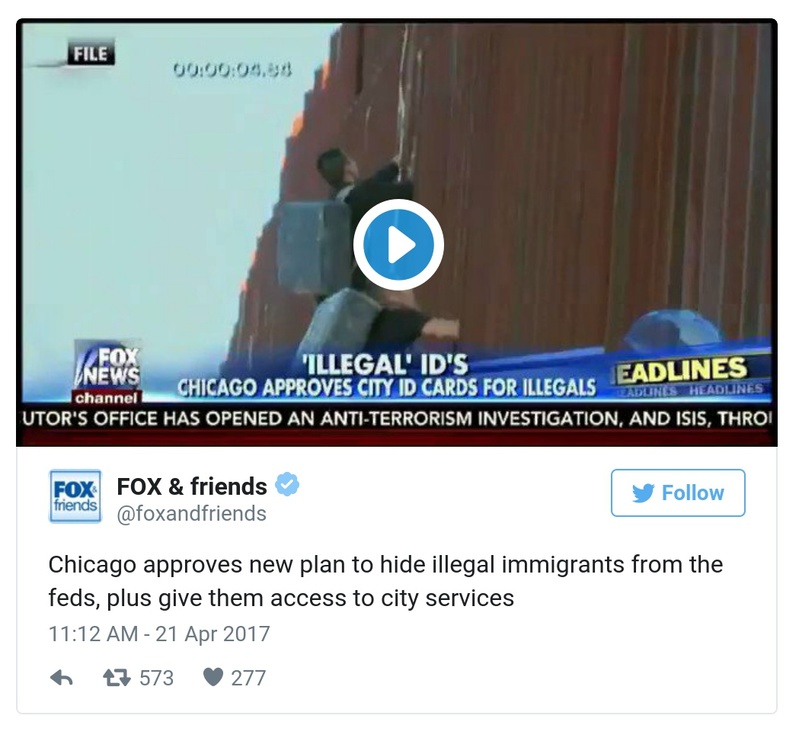 FILE
00:00:04.84
FOX
NEWS
channel
'ILLEGAL' ID'S
CHICAGO APPROVES CITY ID CARDS FOR ILLEGALS
EADLINES
EADLINES HEADLINES
UTOR'S OFFICE HAS OPENED AN ANTI-TERRORISM INVESTIGATION, AND ISIS, THRO
FOX&
friends
FOX & friends
@foxandfriends
Follow
Chicago approves new plan to hide illegal immigrants from the
feds, plus give them access to city services
11:12 AM - 21 Apr 2017
573
277